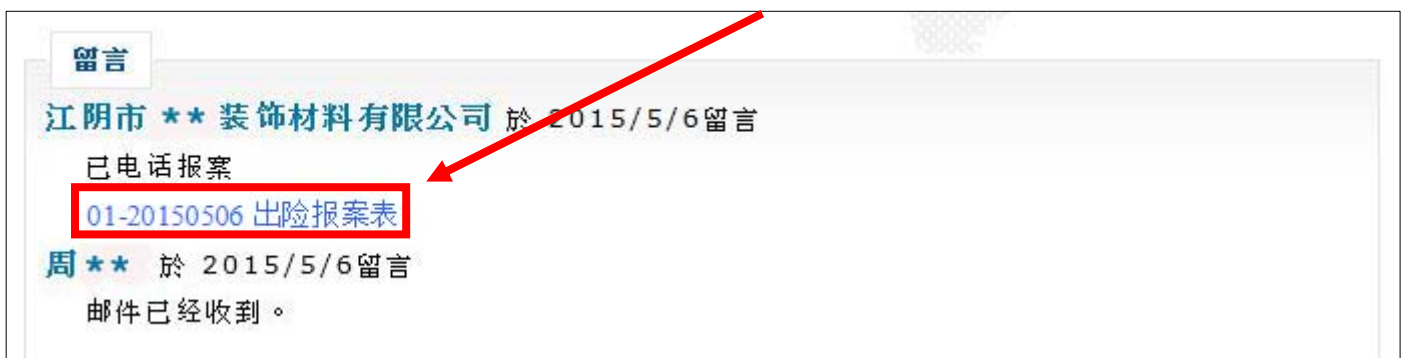 留言
江阴市 ** 装饰材料有限公司 於 2015/5/6留言
已电话报案
01-20150506 出险报案表
周** 於 2015/5/6留言
邮件已经收到。